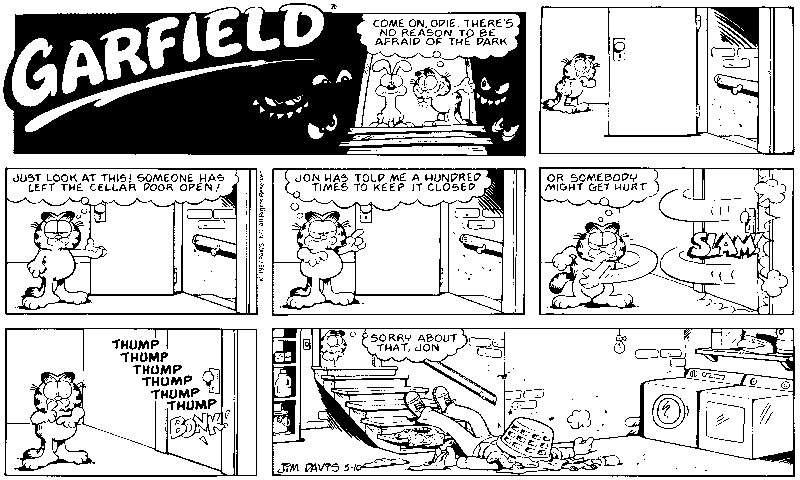 GARFIELD
COME ON, ODIE. THERE'S
NO REASON TO BE
AFRAID OF THE DARK
JUST LOOK AT THIS! SOMEONE HAS
LEFT THE CELLAR DOOR OPEN!
JON HAS TOLD ME A HUNDRED
TIMES TO KEEP IT CLOSED
OR SOMEBODY
MIGHT GET HURT
SLAM
THUMP
THUMP
THUMP
THUMP
THUMP
THUMP
BONK!
SORRY ABOUT
THAT, JON
JIM DAVIS 5-10